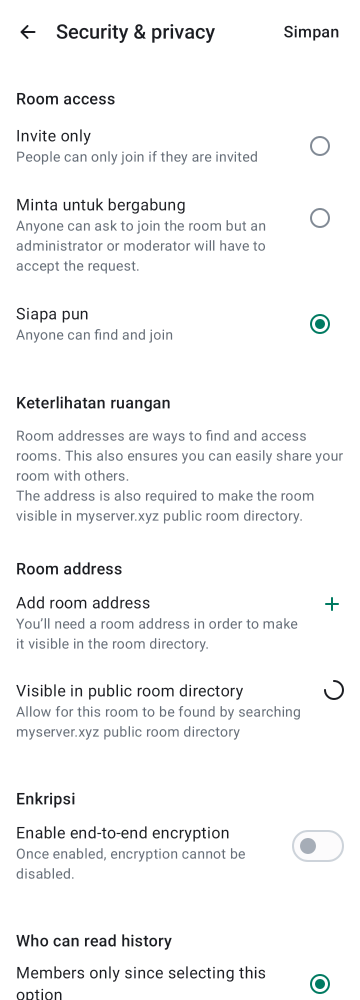 Security & privacy
Simpan
Room access
Invite only
People can only join if they are invited
Minta untuk bergabung
Anyone can ask to join the room but an
administrator or moderator will have to
accept the request.
Siapa pun
Anyone can find and join
Keterlihatan ruangan
Room addresses are ways to find and access
rooms. This also ensures you can easily share your
room with others.
The address is also required to make the room
visible in myserver.xyz public room directory.
Room address
Add room address
You’ll need a room address in order to make
it visible in the room directory.
Visible in public room directory
Allow for this room to be found by searching
myserver.xyz public room directory
Enkripsi
Enable end-to-end encryption
Once enabled, encryption cannot be
disabled.
Who can read history
Members only since selecting this
option